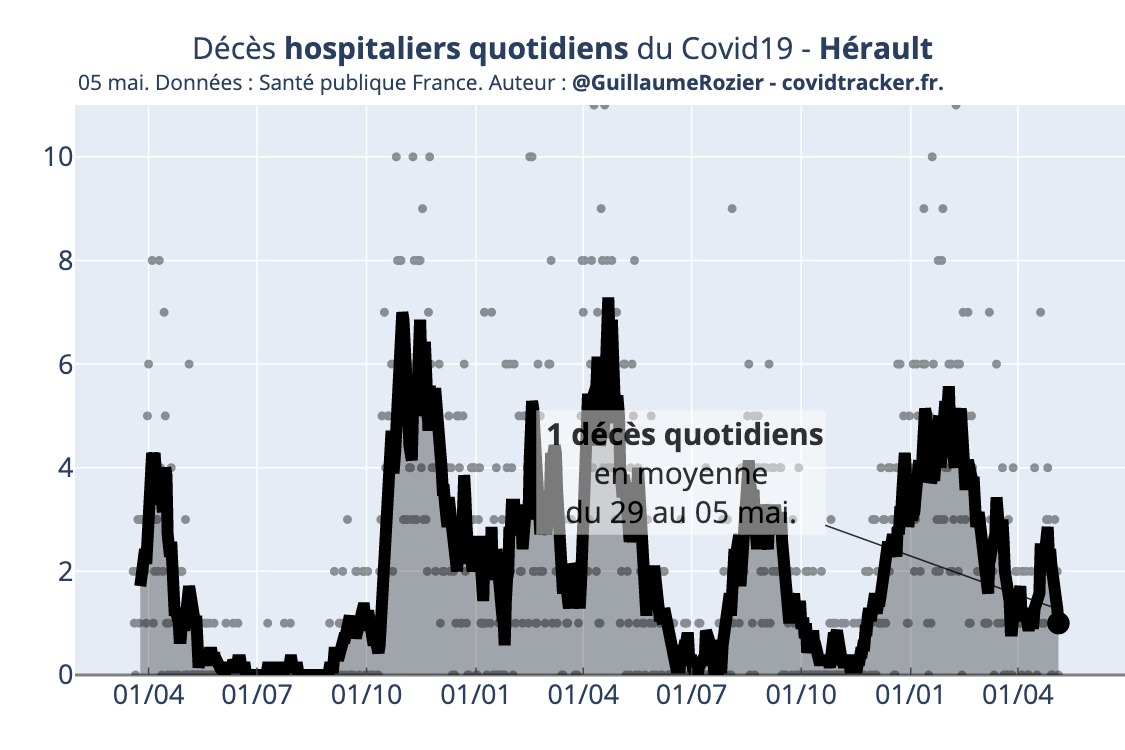 Décès hospitaliers quotidiens du Covid19 - Hérault
05 mai. Données : Santé publique France. Auteur : @GuillaumeRozier - covidtracker.fr.
10
8
6
4
2
0
1 décès quotidiens
en moyenne
du 29 au 05 mai.
01/04 01/07 01/10 01/01 01/04 01/07 01/10 01/01 01/04